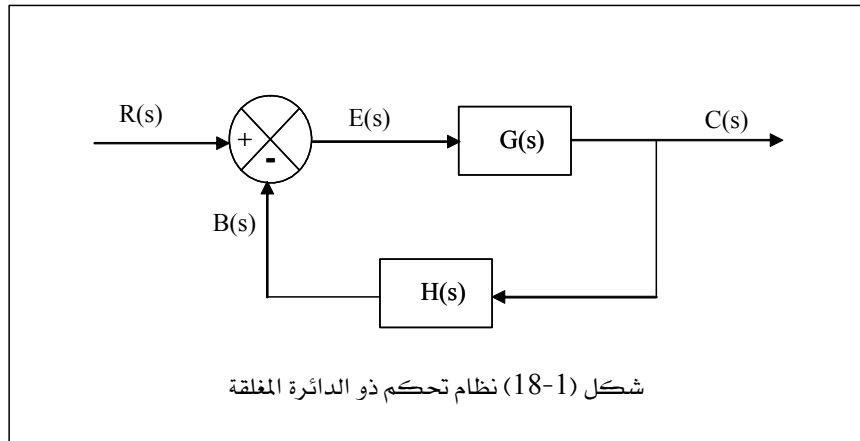 R(s)
+
-
E(s)
G(s)
C(s)
B(s)
H(s)
شكل (1-18) نظام تحكم ذو الدائرة المغلقة